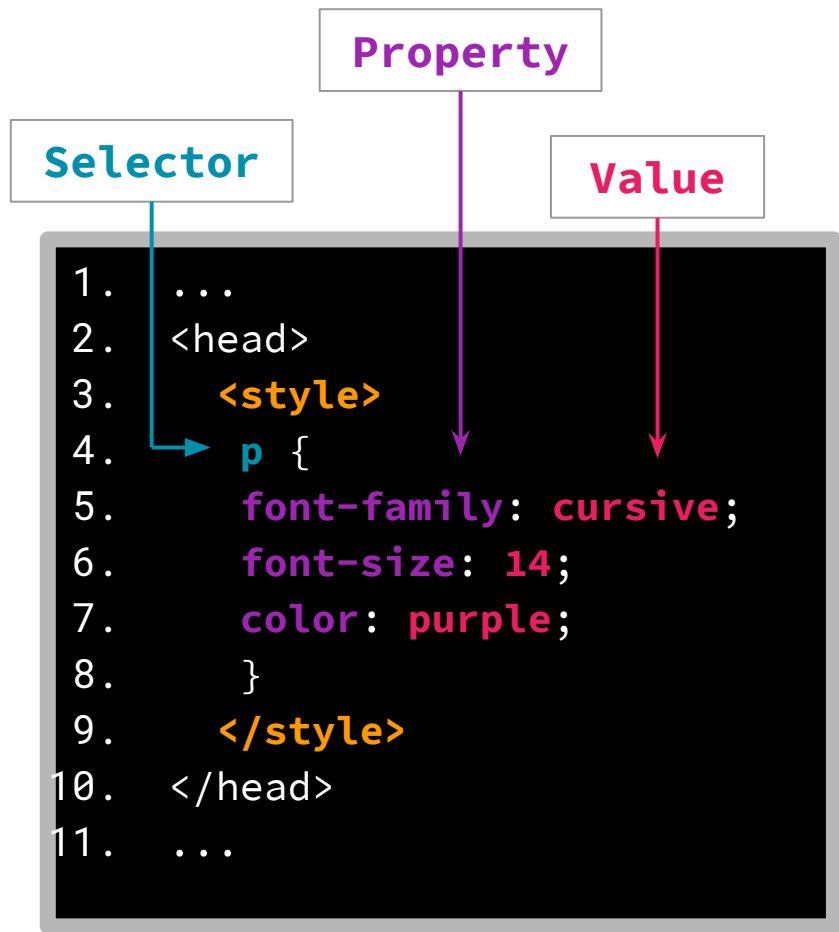 Property
Selector
Value
1. ...
2. <head>
3. <style>
4. p {
5. font-family: cursive;
6. font-size: 14;
7. color: purple;
8. }
9. </style>
10. </head>
11. ...